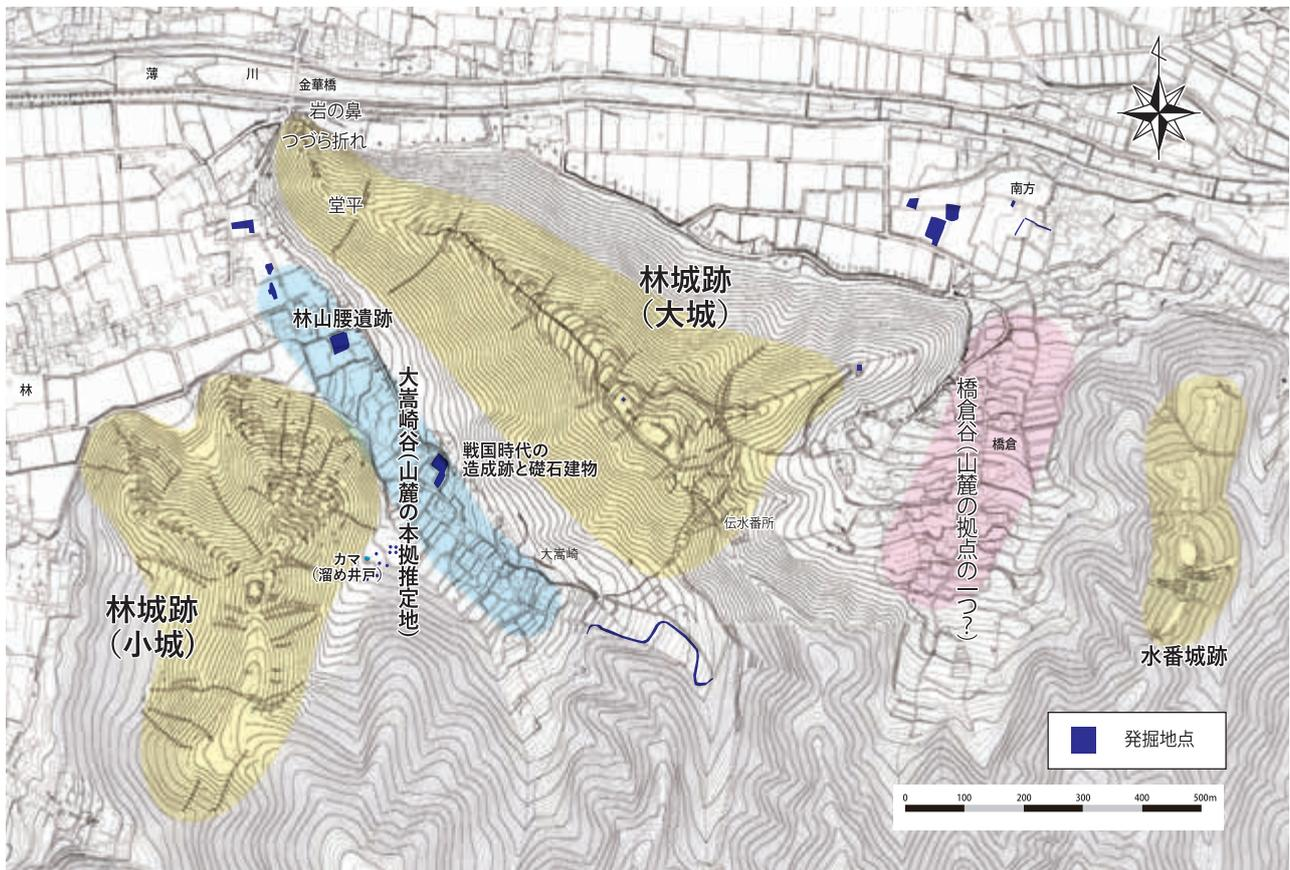 薄
川
金華橋
岩の鼻
つづら折れ
堂平
南方
林城跡
（大城）
林山腰遺跡
林
大嵩崎谷（山麓の本拠推定地）
戦国時代の
造成跡と礎石建物
橋倉谷（山麓の拠点の一つ？）
橋倉
伝水番所
大嵩崎
カマ
（溜め井戸）
林城跡
（小城）
水番城跡
発掘地点
0 100 200 300 400 500m